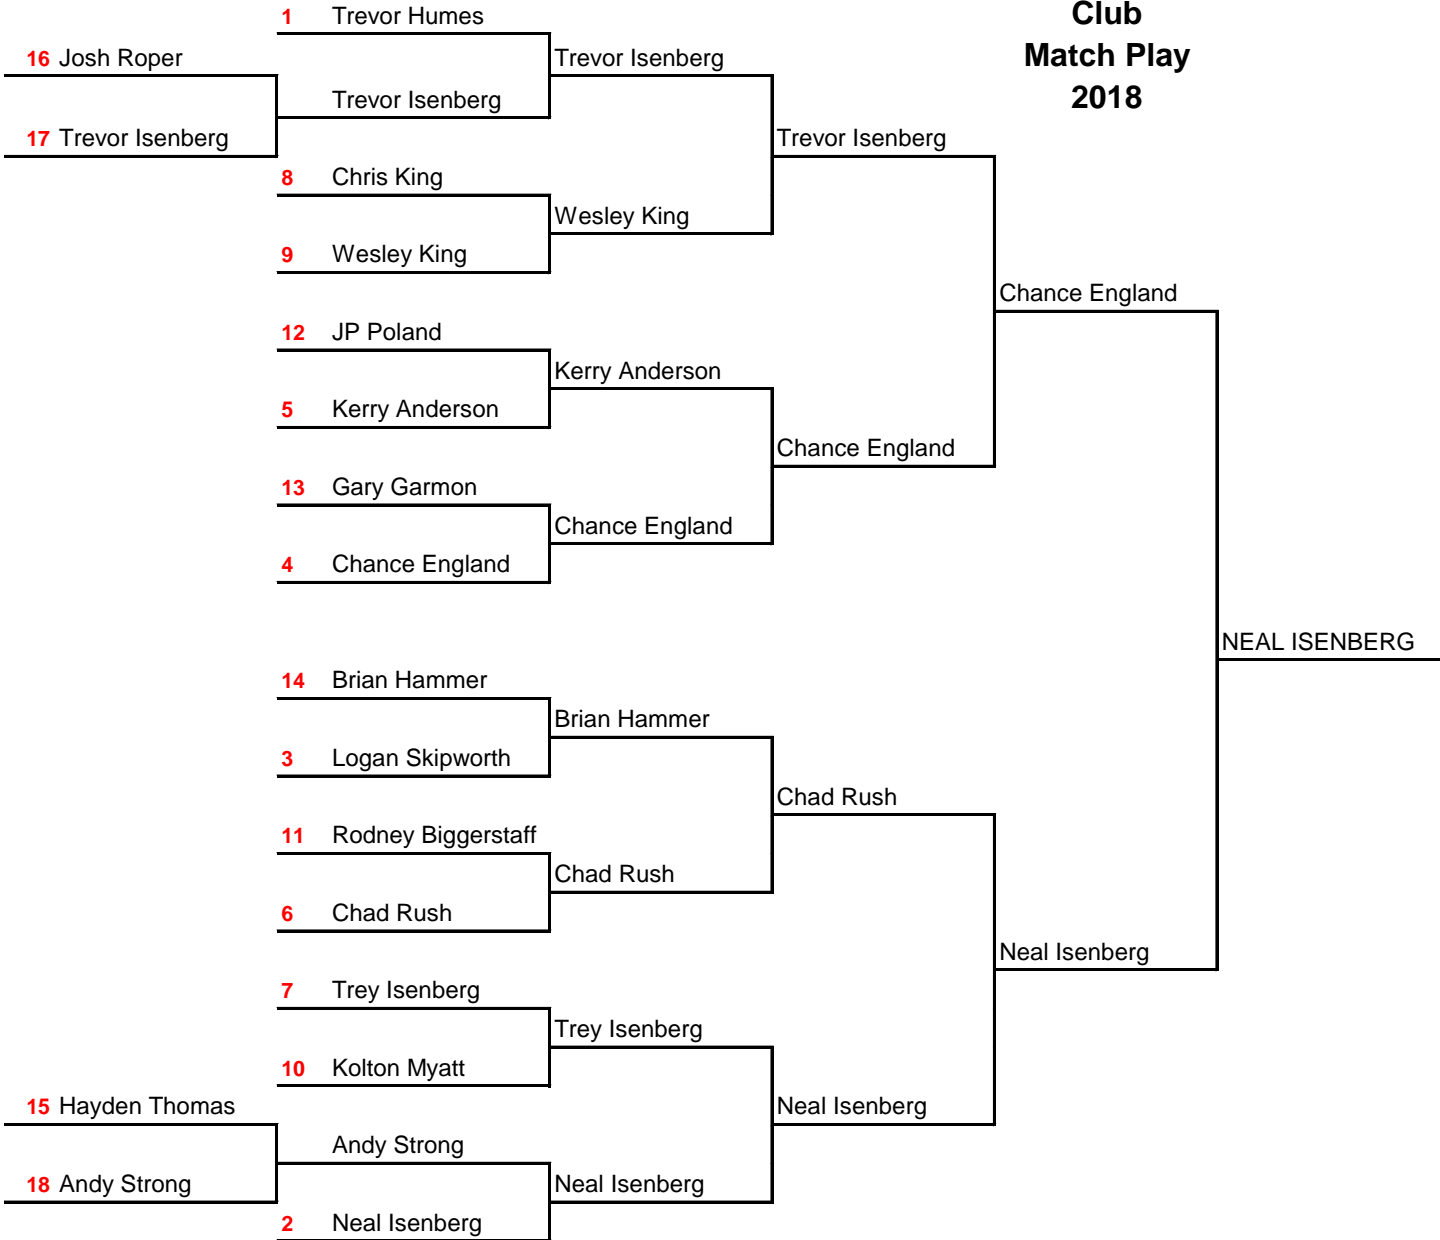 Club
Match Play
2018
1 Trevor Humes
16 Josh Roper
Trevor Isenberg
Trevor Isenberg
17 Trevor Isenberg
Trevor Isenberg
8 Chris King
Wesley King
9 Wesley King
Chance England
12 JP Poland
Kerry Anderson
5 Kerry Anderson
Chance England
13 Gary Garmon
Chance England
4 Chance England
NEAL ISENBERG
14 Brian Hammer
Brian Hammer
3 Logan Skipworth
Chad Rush
11 Rodney Biggerstaff
Chad Rush
6 Chad Rush
Neal Isenberg
7 Trey Isenberg
Trey Isenberg
10 Kolton Myatt
15 Hayden Thomas
Neal Isenberg
Andy Strong
18 Andy Strong
Neal Isenberg
2 Neal Isenberg